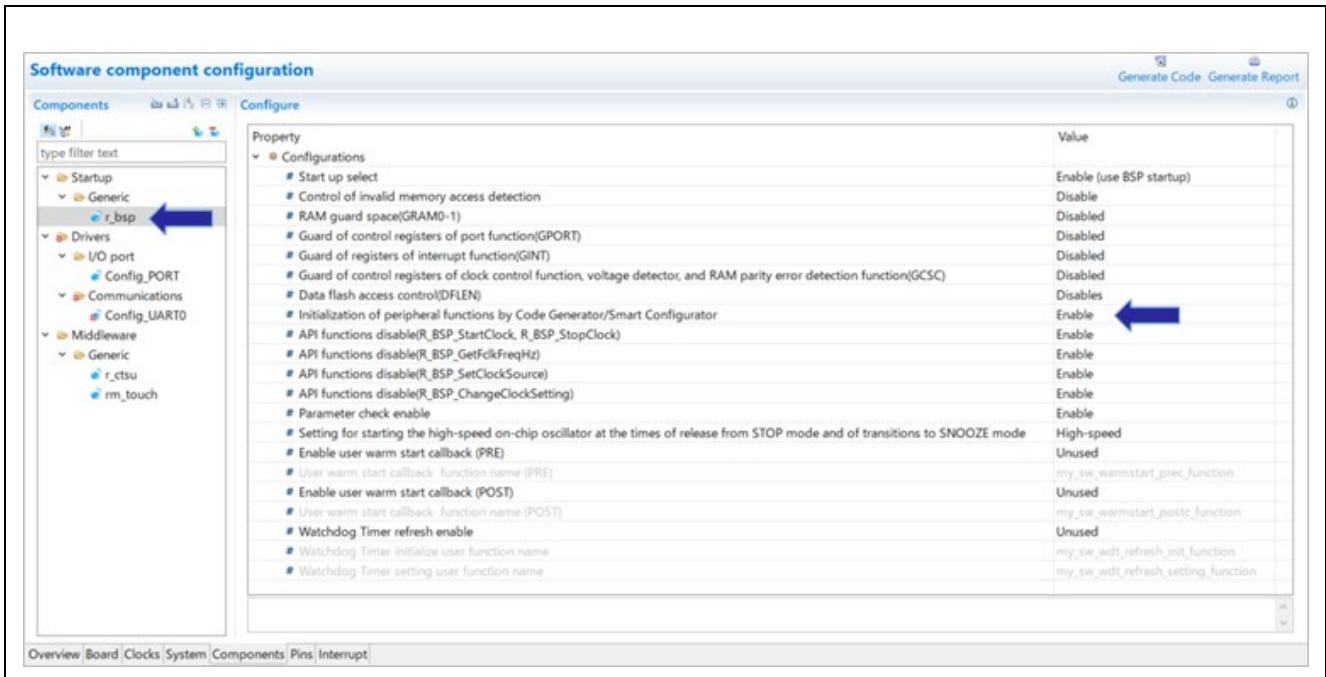 Software component configuration
Generate Code Generate Report
Components
Configure
type filter text
Startup
Generic
r_bsp
Drivers
I/O port
Config_PORT
Communications
Config_UART0
Middleware
Generic
r_ctsu
rm_touch
Property Value
Configurations
Start up select Enable (use BSP startup)
Control of invalid memory access detection Disable
RAM guard space(GRAM0-1) Disabled
Guard of control registers of port function(GPORT) Disabled
Guard of registers of interrupt function(GINT) Disabled
Guard of control registers of clock control function, voltage detector, and RAM parity error detection function(GCSC) Disabled
Data flash access control(DFLEN) Disables
Initialization of peripheral functions by Code Generator/Smart Configurator Enable
API functions disable(R_BSP_StartClock, R_BSP_StopClock) Enable
API functions disable(R_BSP_GetFclkFreqHz) Enable
API functions disable(R_BSP_SetClockSource) Enable
API functions disable(R_BSP_ChangeClockSetting) Enable
Parameter check enable Enable
Setting for starting the high-speed on-chip oscillator at the times of release from STOP mode and of transitions to SNOOZE mode High-speed
Enable user warm start callback (PRE) Unused
User warm start callback function name (PRE) my_sw_warmstart_prec_function
Enable user warm start callback (POST) Unused
User warm start callback function name (POST) my_sw_warmstart_postc_function
Watchdog Timer refresh enable Unused
Watchdog Timer initialize user function name my_sw_wdt_refresh_init_function
Watchdog Timer setting user function name my_sw_wdt_refresh_setting_function
Overview Board Clocks System Components Pins Interrupt